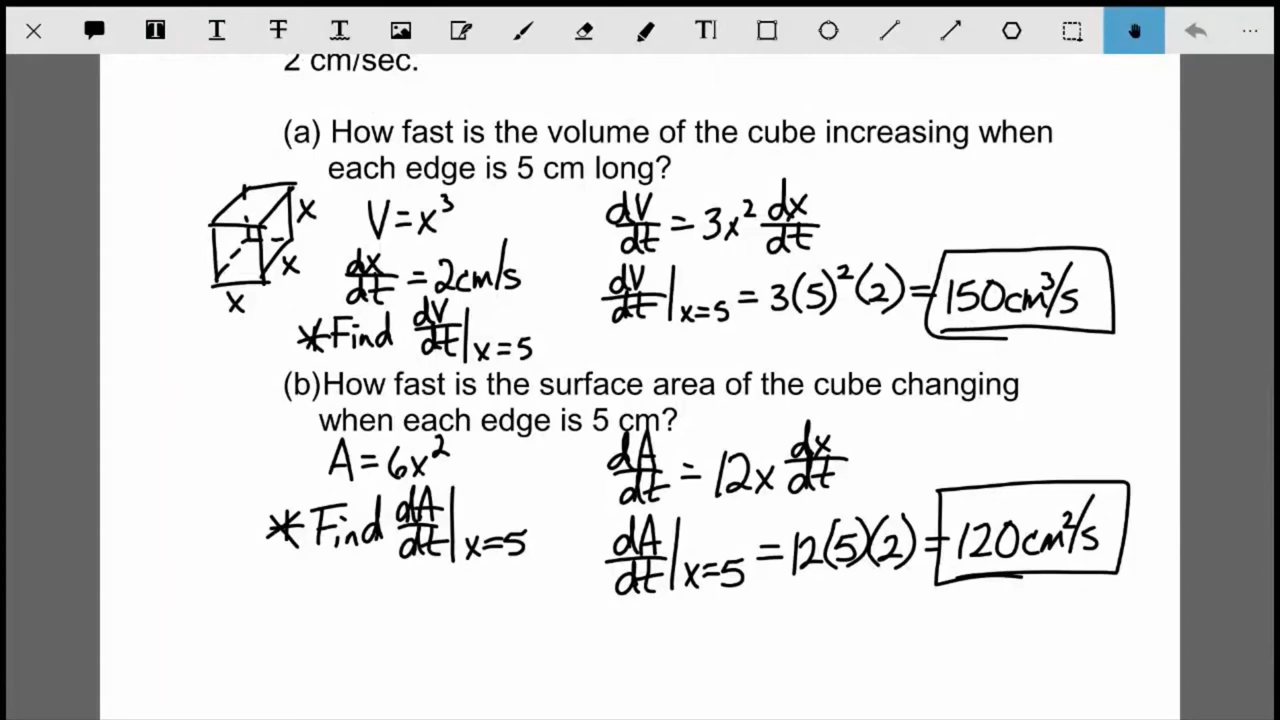 2 cm/sec.
(a) How fast is the volume of the cube increasing when
each edge is 5 cm long?
x
x
x
V = x³
dx/dt = 2cm/s
*Find dV/dt|x=5
dV/dt = 3x² dx/dt
dV/dt|x=5 = 3(5)²(2) = 150cm³/s
(b)How fast is the surface area of the cube changing
when each edge is 5 cm?
A = 6x²
*Find dA/dt|x=5
dA/dt = 12x dx/dt
dA/dt|x=5 = 12(5)(2) = 120cm²/s